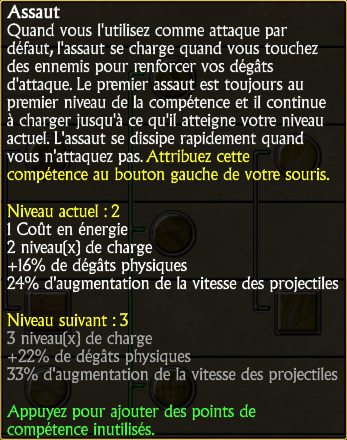 Assaut
Quand vous l'utilisez comme attaque par
défaut, l'assaut se charge quand vous touchez
des ennemis pour renforcer vos dégâts
d'attaque. Le premier assaut est toujours au
premier niveau de la compétence et il continue
à charger jusqu'à ce qu'il atteigne votre niveau
actuel. L'assaut se dissipe rapidement quand
vous n'attaquez pas. Attribuez cette
compétence au bouton gauche de votre souris.
Niveau actuel : 2
1 Coût en énergie
2 niveau(x) de charge
+16% de dégâts physiques
24% d'augmentation de la vitesse des projectiles
Niveau suivant : 3
3 niveau(x) de charge
+22% de dégâts physiques
33% d'augmentation de la vitesse des projectiles
Appuyez pour ajouter des points de
compétence inutilisés.